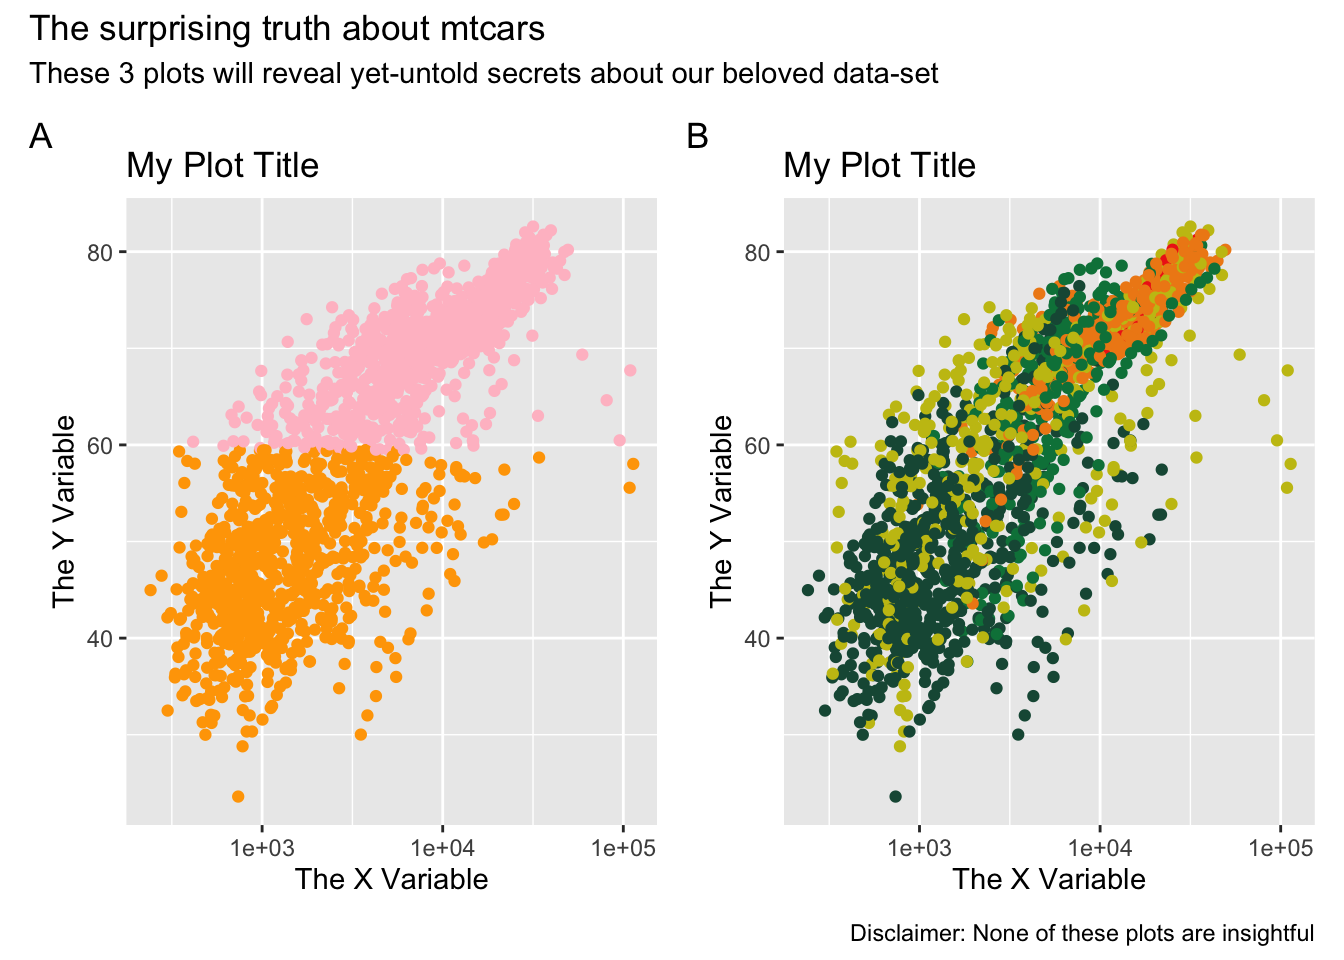 The surprising truth about mtcars
These 3 plots will reveal yet-untold secrets about our beloved data-set
A
My Plot Title
80
60
40
The Y Variable
1e+03 1e+04 1e+05
The X Variable
B
My Plot Title
80
60
40
The Y Variable
1e+03 1e+04 1e+05
The X Variable
Disclaimer: None of these plots are insightful